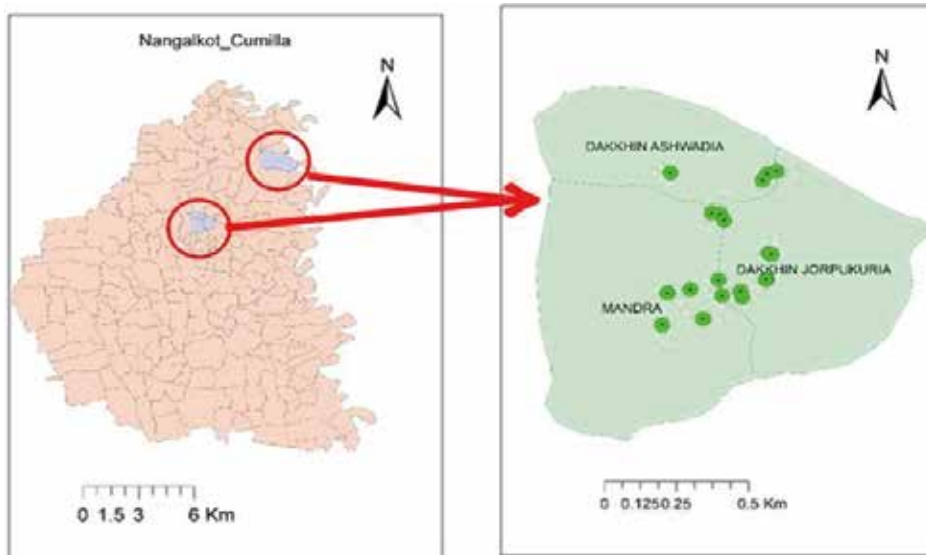 Nangalkot_Cumilla
N
0 1.5 3 6 Km
N
DAKKHIN ASHWADIA
DAKKHIN JORPUKURIA
MANDRA
0 0.1250.25 0.5 Km